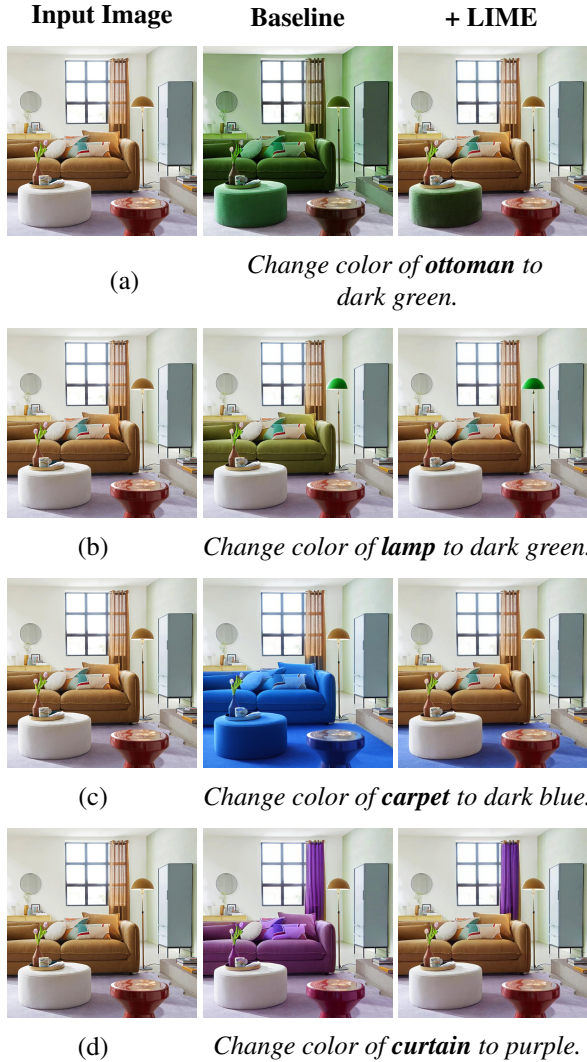 Input Image Baseline + LIME
(a) Change color of ottoman to
dark green.
(b) Change color of lamp to dark green.
(c) Change color of carpet to dark blue.
(d) Change color of curtain to purple.